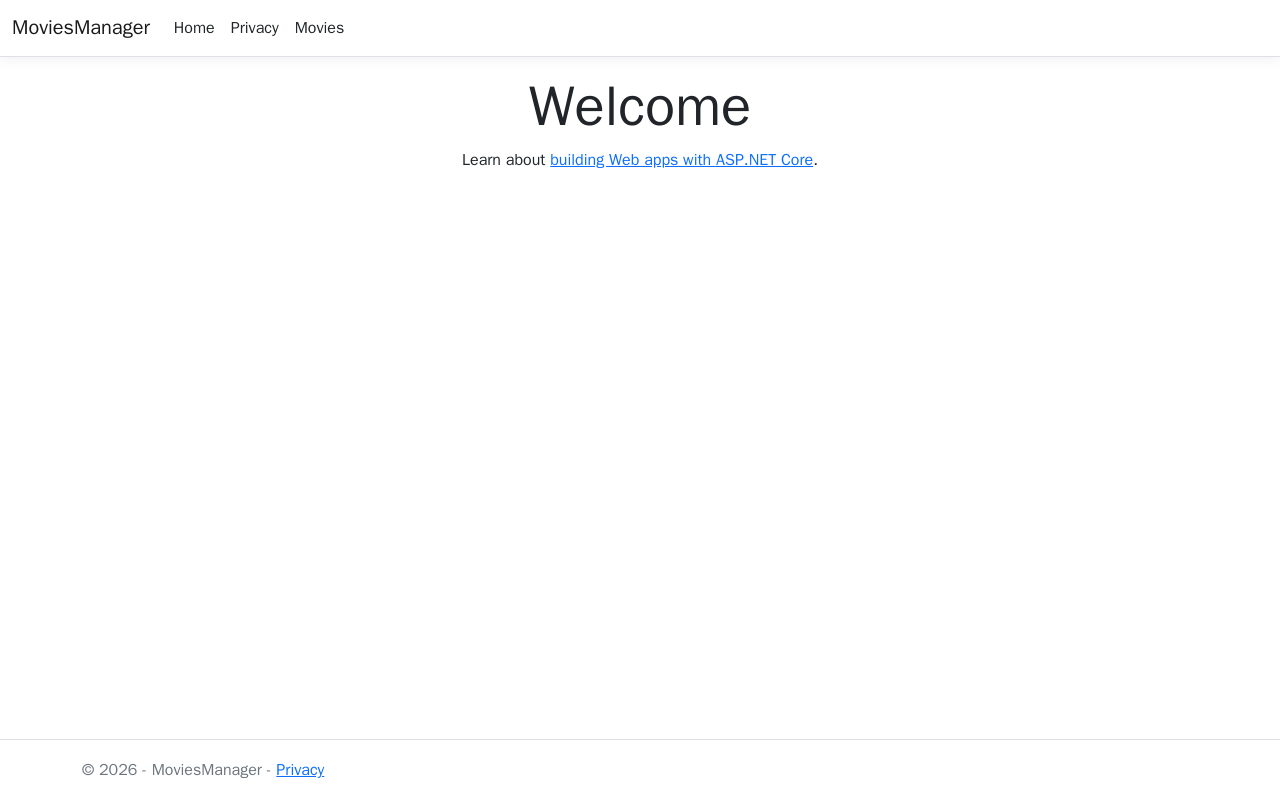 MoviesManager Home Privacy Movies
Welcome
Learn about building Web apps with ASP.NET Core.
© 2026 - MoviesManager - Privacy